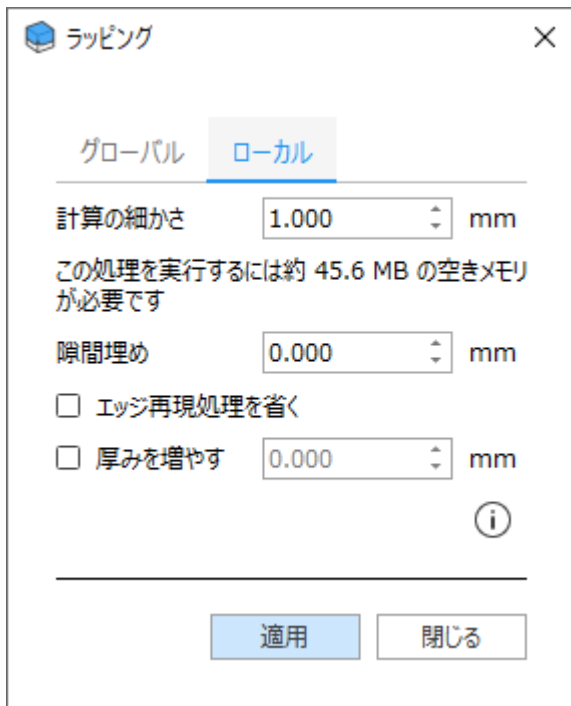 ラッピング
グローバル ローカル
計算の細かさ 1.000 mm
この処理を実行するには約 45.6 MB の空きメモリ
が必要です
隙間埋め 0.000 mm
エッジ再現処理を省く
厚みを増やす 0.000 mm
適用 閉じる